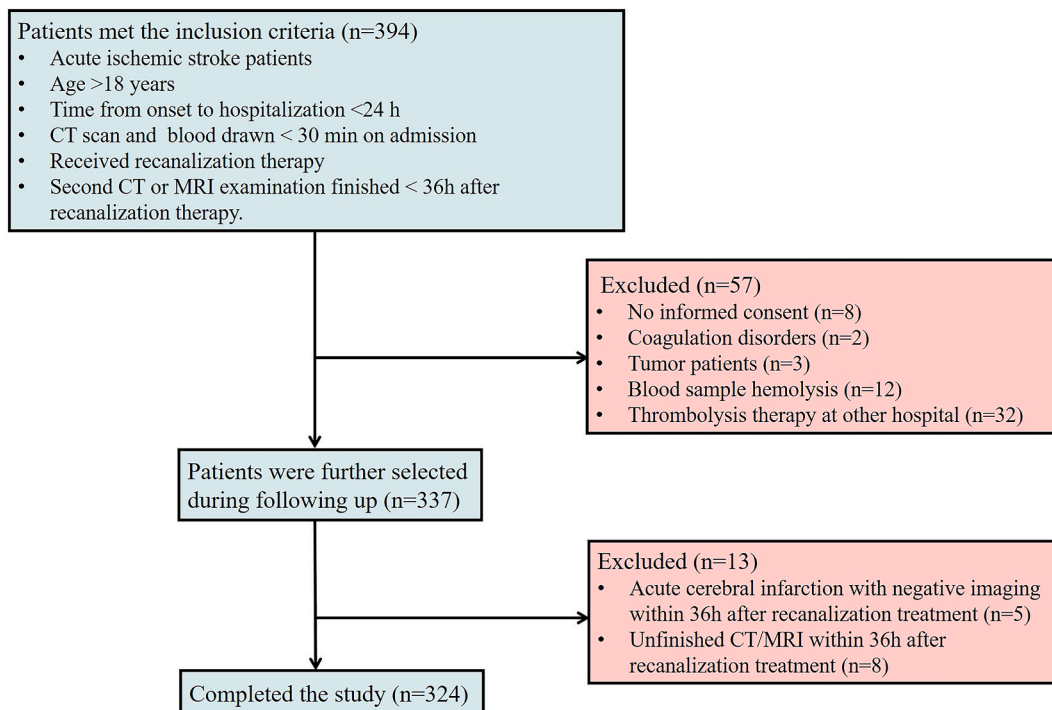 Patients met the inclusion criteria (n=394)
• Acute ischemic stroke patients
• Age >18 years
• Time from onset to hospitalization <24 h
• CT scan and  blood drawn < 30 min on admission
• Received recanalization therapy
• Second CT or MRI examination finished < 36h after
recanalization therapy.
Excluded (n=57)
• No informed consent (n=8)
• Coagulation disorders (n=2)
• Tumor patients (n=3)
• Blood sample hemolysis (n=12)
• Thrombolysis therapy at other hospital (n=32)
Patients were further selected
during following up (n=337)
Excluded (n=13)
• Acute cerebral infarction with negative imaging
within 36h after recanalization treatment (n=5)
• Unfinished CT/MRI within 36h after
recanalization treatment (n=8)
Completed the study (n=324)